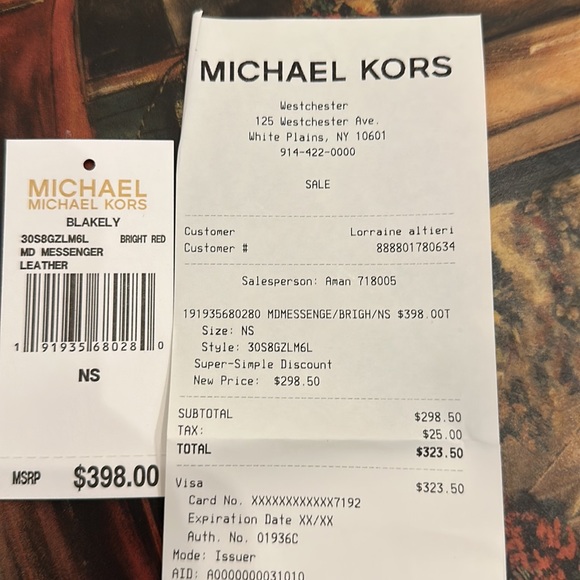 MICHAEL
MICHAEL KORS
BLAKELY
30S8GZLM6L BRIGHT RED
MD MESSENGER
LEATHER
1 91935 68028 0
NS
MSRP $398.00
MICHAEL KORS
Westchester
125 Westchester Ave.
White Plains, NY 10601
914-422-0000
SALE
Customer Lorraine altieri
Customer # 888801780634
Salesperson: Aman 718005
191935680280 MDMESSENGE/BRIGH/NS $398.00T
Size: NS
Style: 30S8GZLM6L
Super-Simple Discount
New Price: $298.50
SUBTOTAL $298.50
TAX: $25.00
TOTAL $323.50
Visa $323.50
Card No. XXXXXXXXXXXX7192
Expiration Date XX/XX
Auth. No. 01936C
Mode: Issuer
AID: A0000000031010